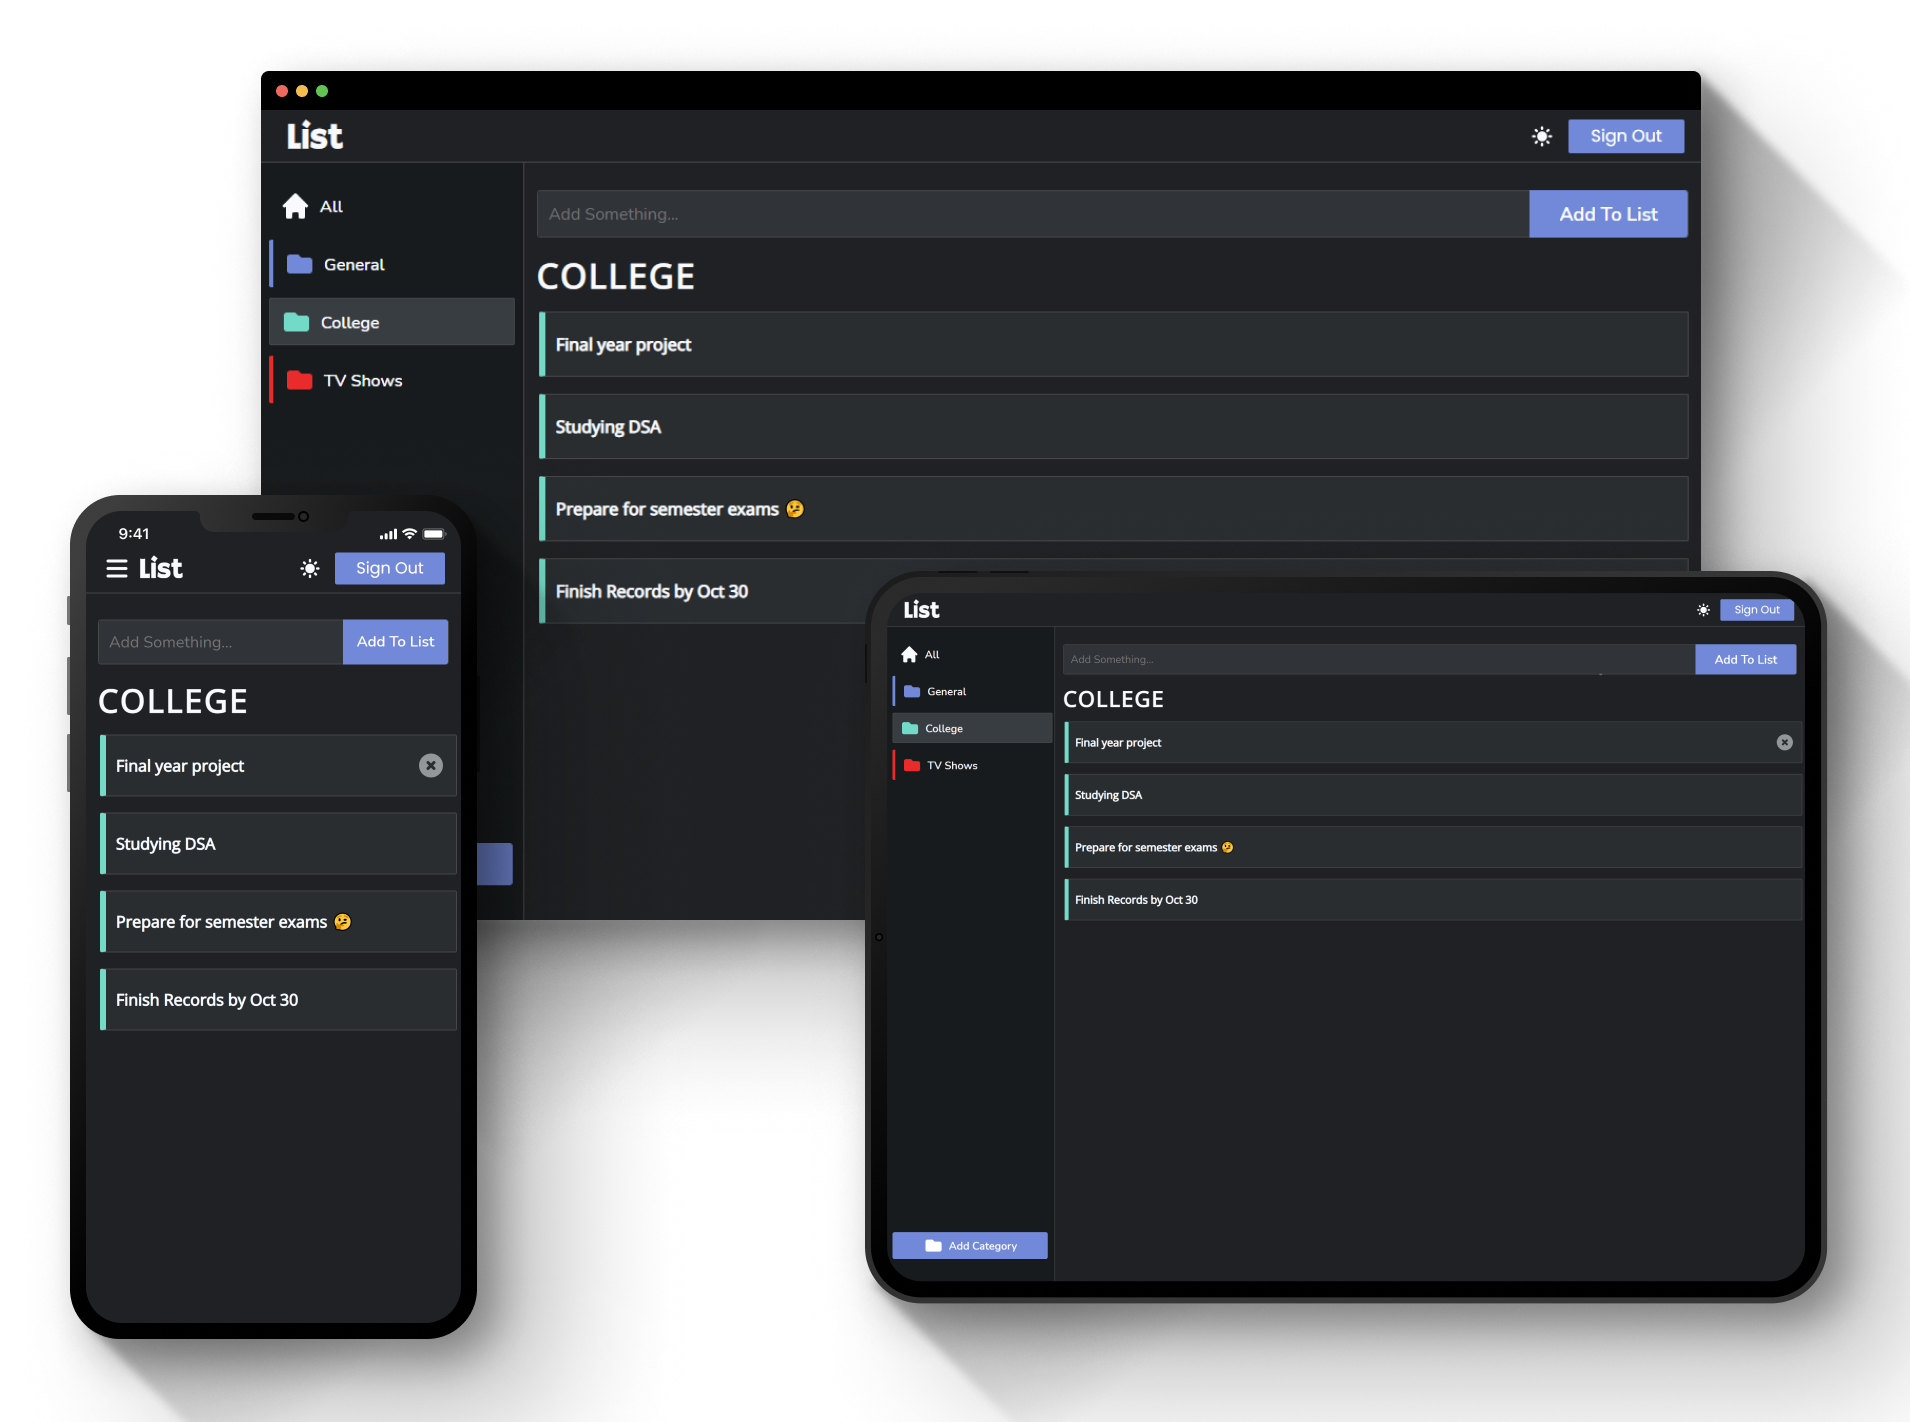 List
Sign Out
All
General
College
TV Shows
Add Something...
Add To List
COLLEGE
Final year project
Studying DSA
Prepare for semester exams 🤔
Finish Records by Oct 30
9:41
List
Sign Out
Add Something...
Add To List
COLLEGE
Final year project
Studying DSA
Prepare for semester exams 🤔
Finish Records by Oct 30
List
Sign Out
All
General
College
TV Shows
Add Category
Add Something...
Add To List
COLLEGE
Final year project
Studying DSA
Prepare for semester exams 🤔
Finish Records by Oct 30